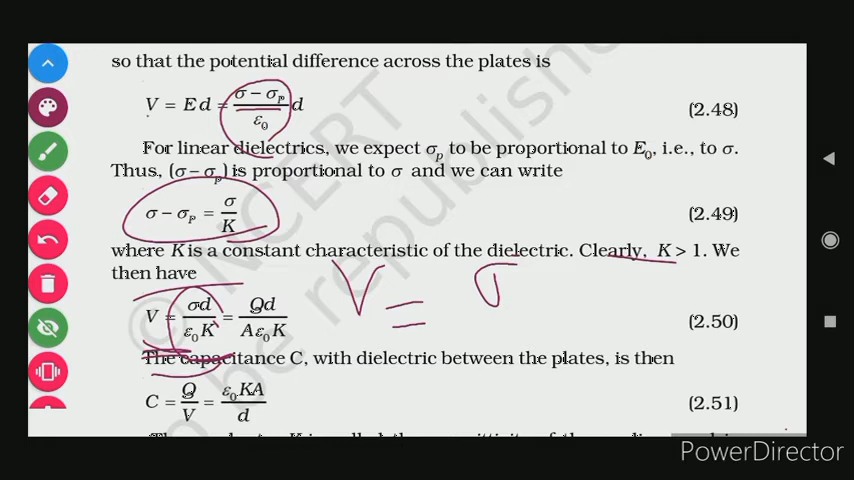 so that the potential difference across the plates is
V = E d = (σ − σₚ)/ε₀ d (2.48)
For linear dielectrics, we expect σₚ to be proportional to E₀, i.e., to σ.
Thus, (σ − σₚ) is proportional to σ and we can write
σ − σₚ = σ/K (2.49)
where K is a constant characteristic of the dielectric. Clearly, K > 1. We
then have
V = σ
V = σd/ε₀K = Qd/Aε₀K (2.50)
The capacitance C, with dielectric between the plates, is then
C = Q/V = ε₀KA/d (2.51)
© NCERT
be republished
PowerDirector